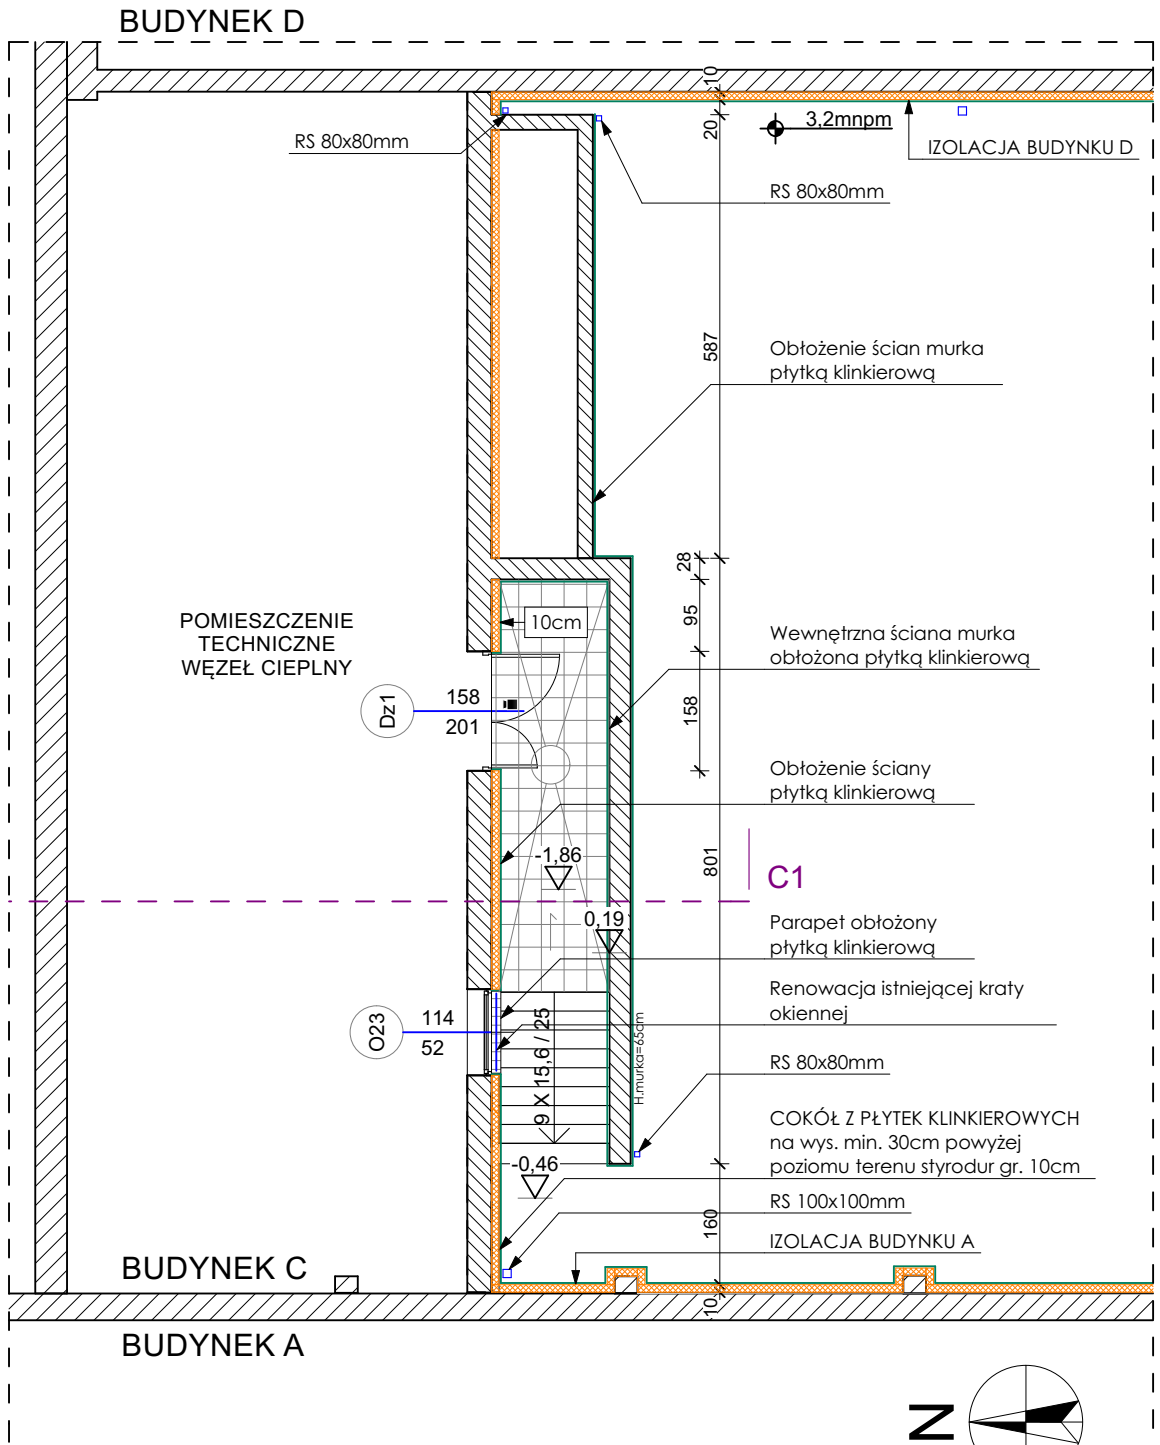 BUDYNEK D
10
20
3,2mnpm
RS 80x80mm
IZOLACJA BUDYNKU D
RS 80x80mm
587
Obłożenie ścian murka
płytką klinkierową
28
95
10cm
POMIESZCZENIE
TECHNICZNE
WĘZEŁ CIEPLNY
Wewnętrzna ściana murka
obłożona płytką klinkierową
Dz1
158
201
158
Obłożenie ściany
płytką klinkierową
-1,86
801
C1
0,19
Parapet obłożony
płytką klinkierową
Renowacja istniejącej kraty
okiennej
O23
114
52
9 X 15,6 / 25
H.murka=65cm
RS 80x80mm
COKÓŁ Z PŁYTEK KLINKIEROWYCH
na wys. min. 30cm powyżej
poziomu terenu styrodur gr. 10cm
-0,46
RS 100x100mm
160
IZOLACJA BUDYNKU A
BUDYNEK C
10
BUDYNEK A
N